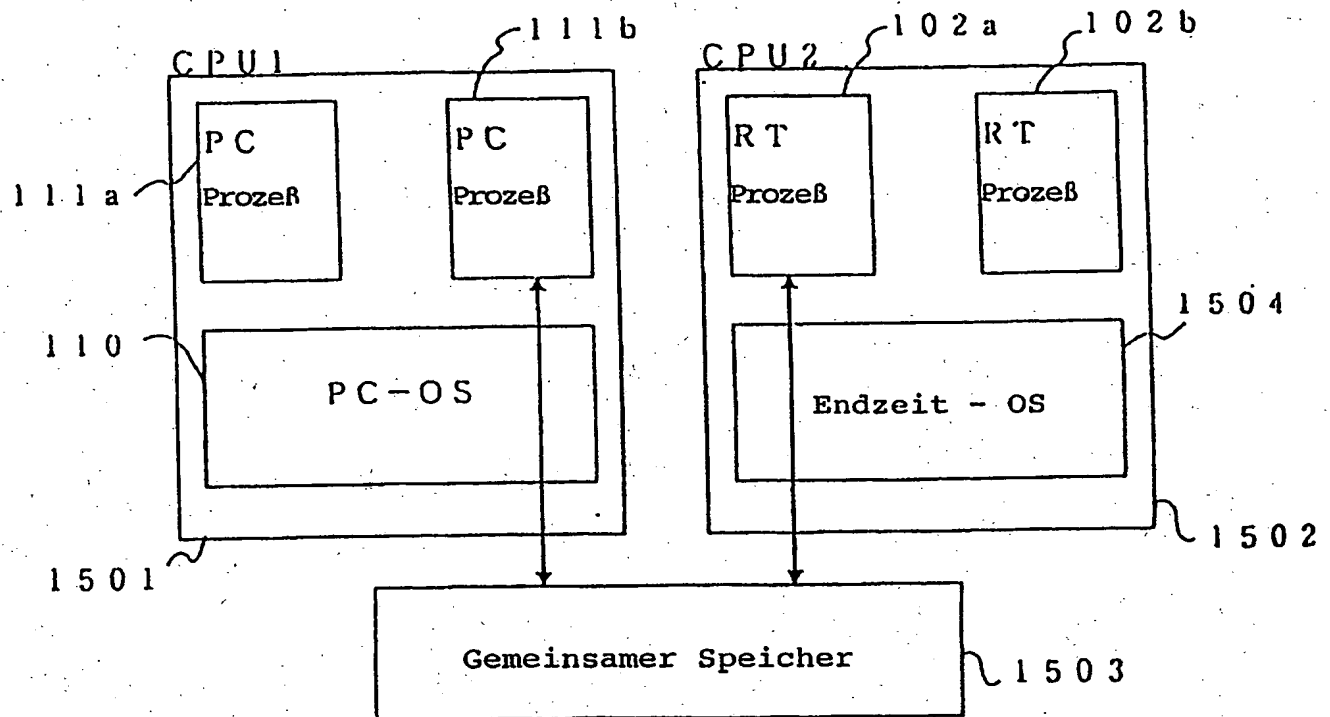 111b
102a
102b
CPU1
CPU2
PC
Prozeß
PC
Prozeß
RT
Prozeß
RT
Prozeß
111a
1504
110
PC-OS
Endzeit - OS
1502
1501
Gemeinsamer Speicher
1503